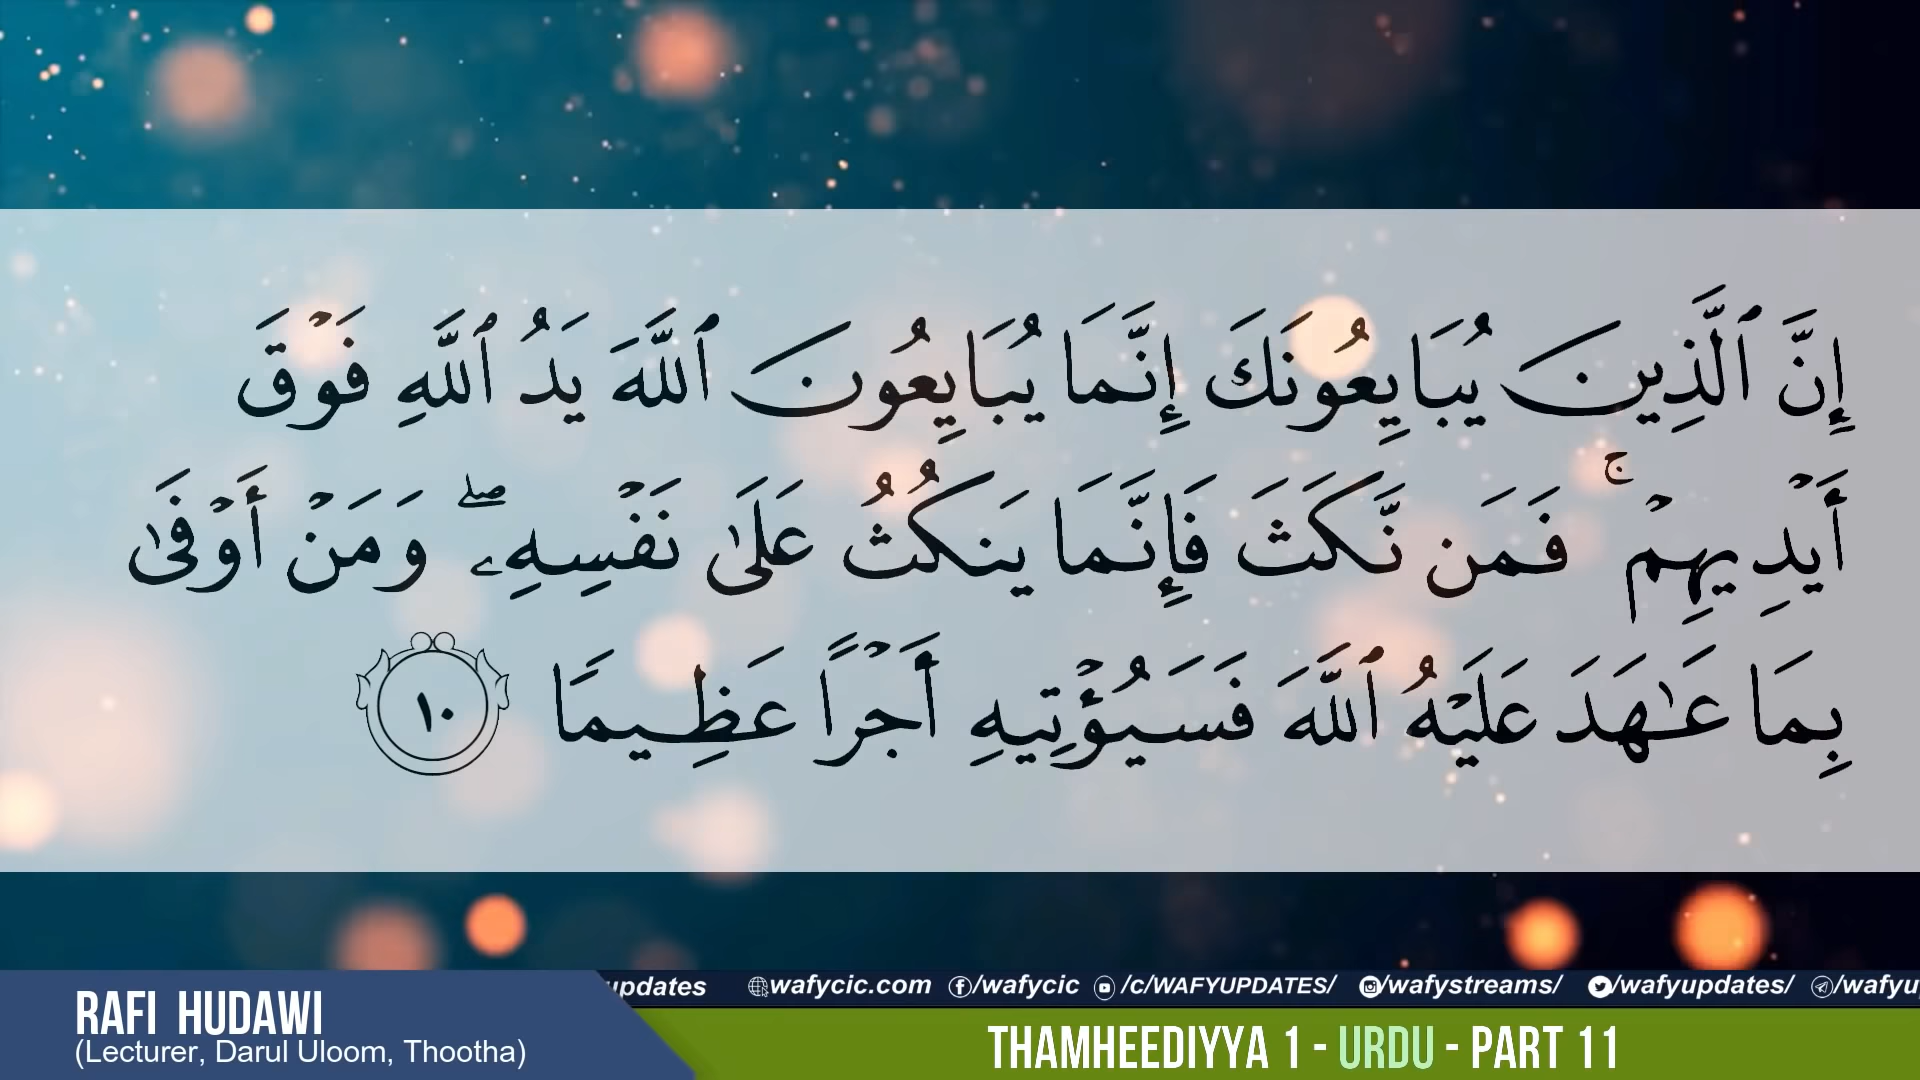 إِنَّ ٱلَّذِينَ يُبَايِعُونَكَ إِنَّمَا يُبَايِعُونَ ٱللَّهَ يَدُ ٱللَّهِ فَوْقَ
أَيْدِيهِمْ ۚ فَمَن نَّكَثَ فَإِنَّمَا يَنكُثُ عَلَىٰ نَفْسِهِۦ ۖ وَمَنْ أَوْفَىٰ
بِمَا عَـٰهَدَ عَلَيْهُ ٱللَّهَ فَسَيُؤْتِيهِ أَجْرًا عَظِيمًا ١٠
updates wafycic.com /wafycic /c/WAFYUPDATES/ /wafystreams/ /wafyupdates/ /wafyu
RAFI HUDAWI
(Lecturer, Darul Uloom, Thootha)
THAMHEEDIYYA 1 - URDU - PART 11